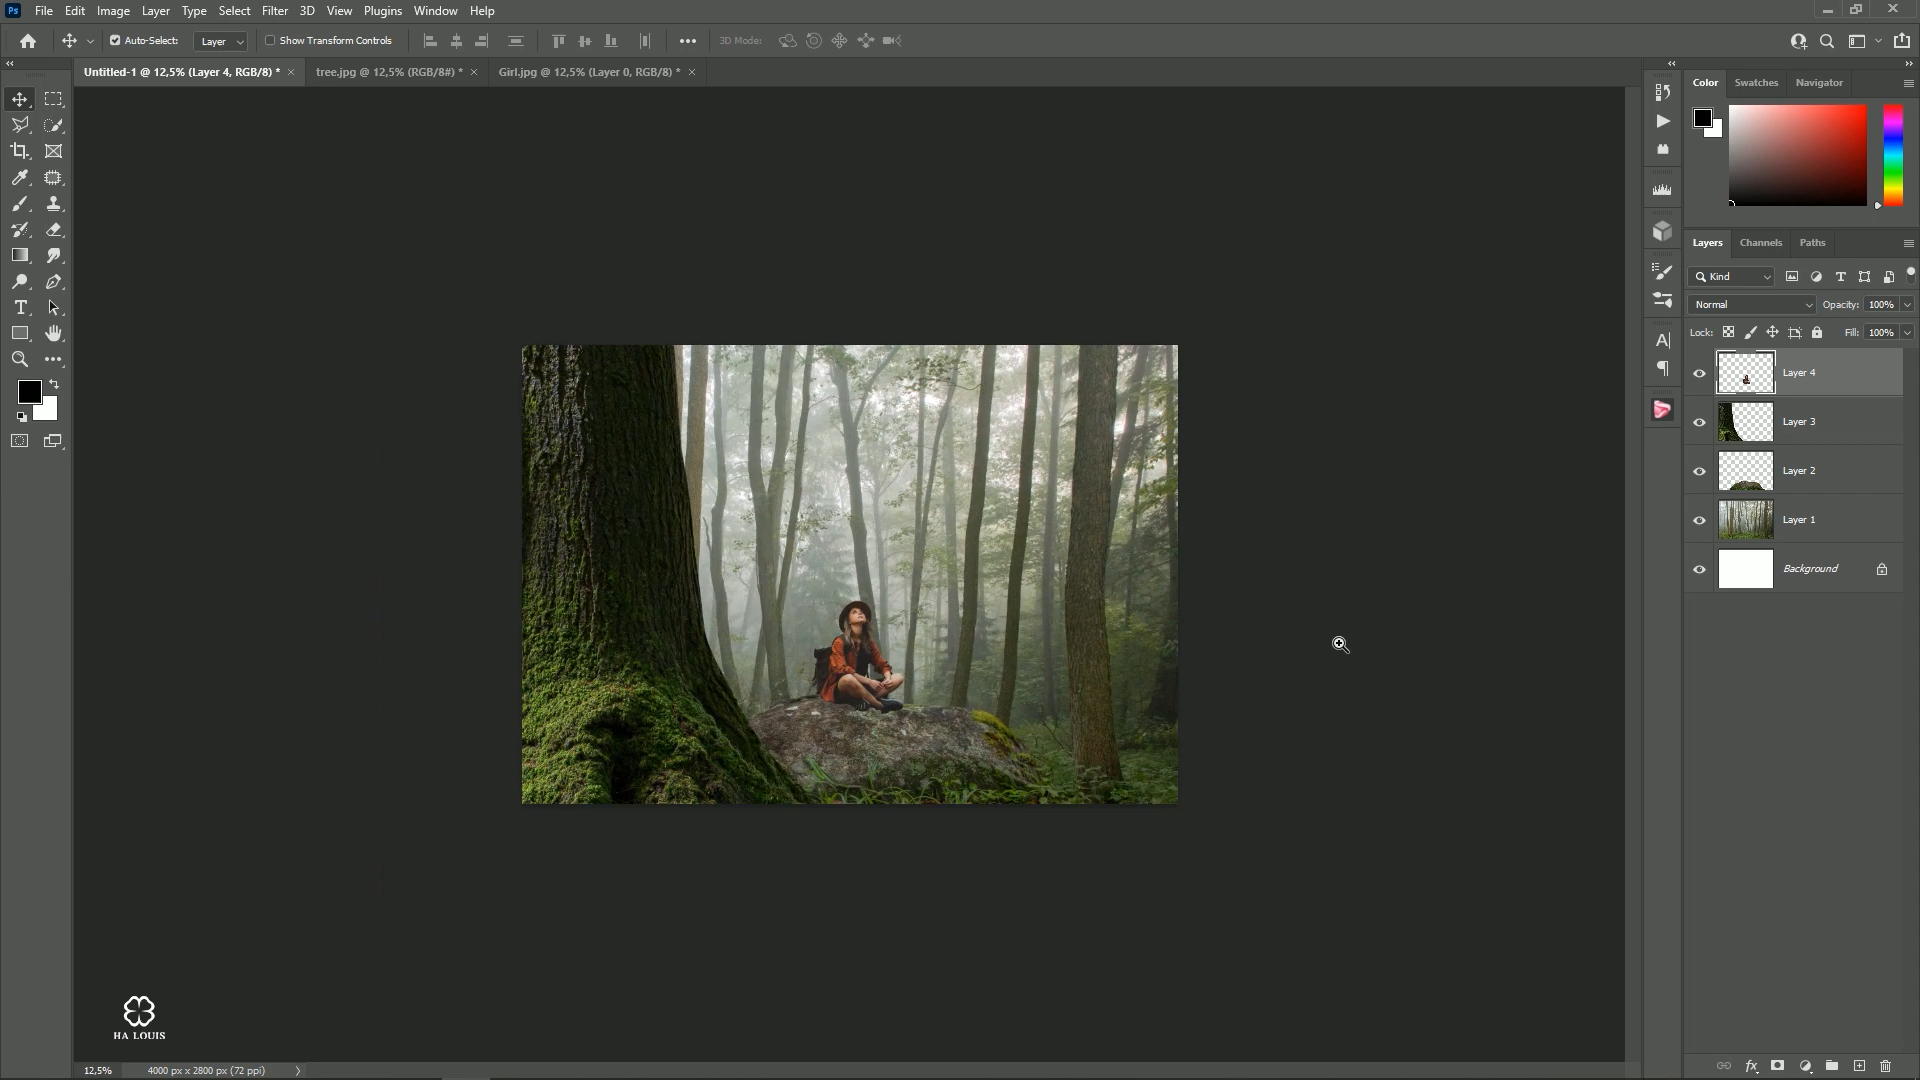 Ps File Edit Image Layer Type Select Filter 3D View Plugins Window Help
Auto-Select: Layer Show Transform Controls 3D Mode:
Untitled-1 @ 12,5% (Layer 4, RGB/8) * × tree.jpg @ 12,5% (RGB/8#) * × Girl.jpg @ 12,5% (Layer 0, RGB/8) * ×
Color Swatches Navigator
Layers Channels Paths
Kind
Normal Opacity: 100%
Lock: Fill: 100%
Layer 4
Layer 3
Layer 2
Layer 1
Background
HA LOUIS
12,5% 4000 px x 2800 px (72 ppi)